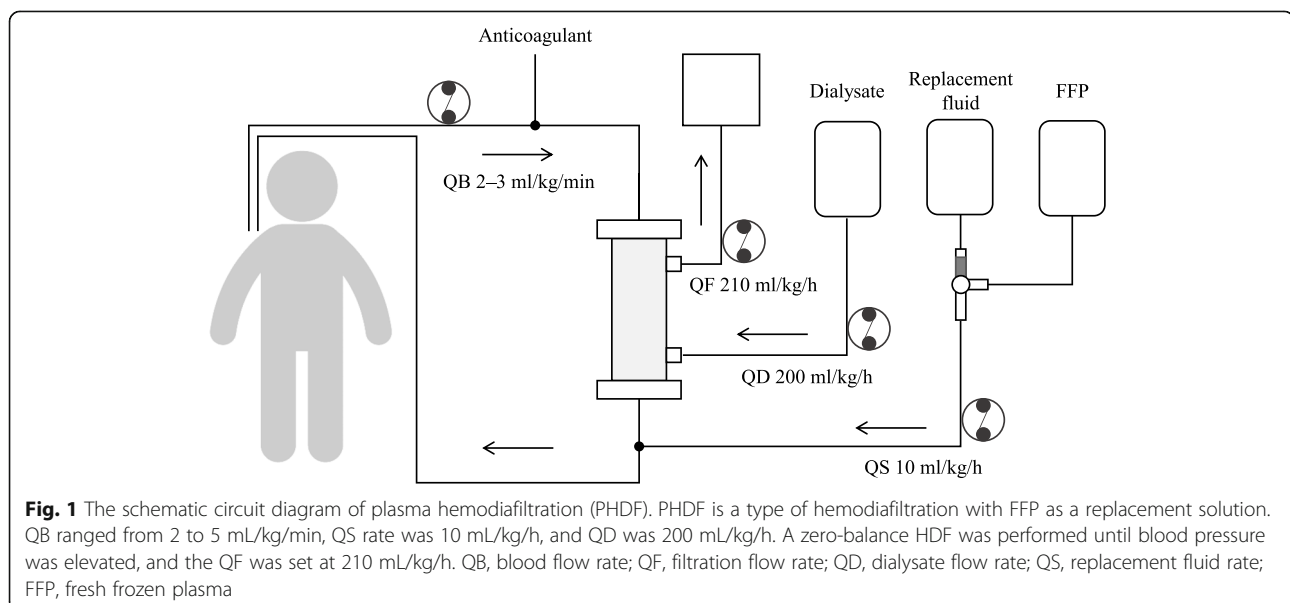 Anticoagulant
Dialysate
Replacement
fluid
FFP
QB 2–3 ml/kg/min
QF 210 ml/kg/h
QD 200 ml/kg/h
QS 10 ml/kg/h
Fig. 1 The schematic circuit diagram of plasma hemodiafiltration (PHDF). PHDF is a type of hemodiafiltration with FFP as a replacement solution.
QB ranged from 2 to 5 mL/kg/min, QS rate was 10 mL/kg/h, and QD was 200 mL/kg/h. A zero-balance HDF was performed until blood pressure
was elevated, and the QF was set at 210 mL/kg/h. QB, blood flow rate; QF, filtration flow rate; QD, dialysate flow rate; QS, replacement fluid rate;
FFP, fresh frozen plasma